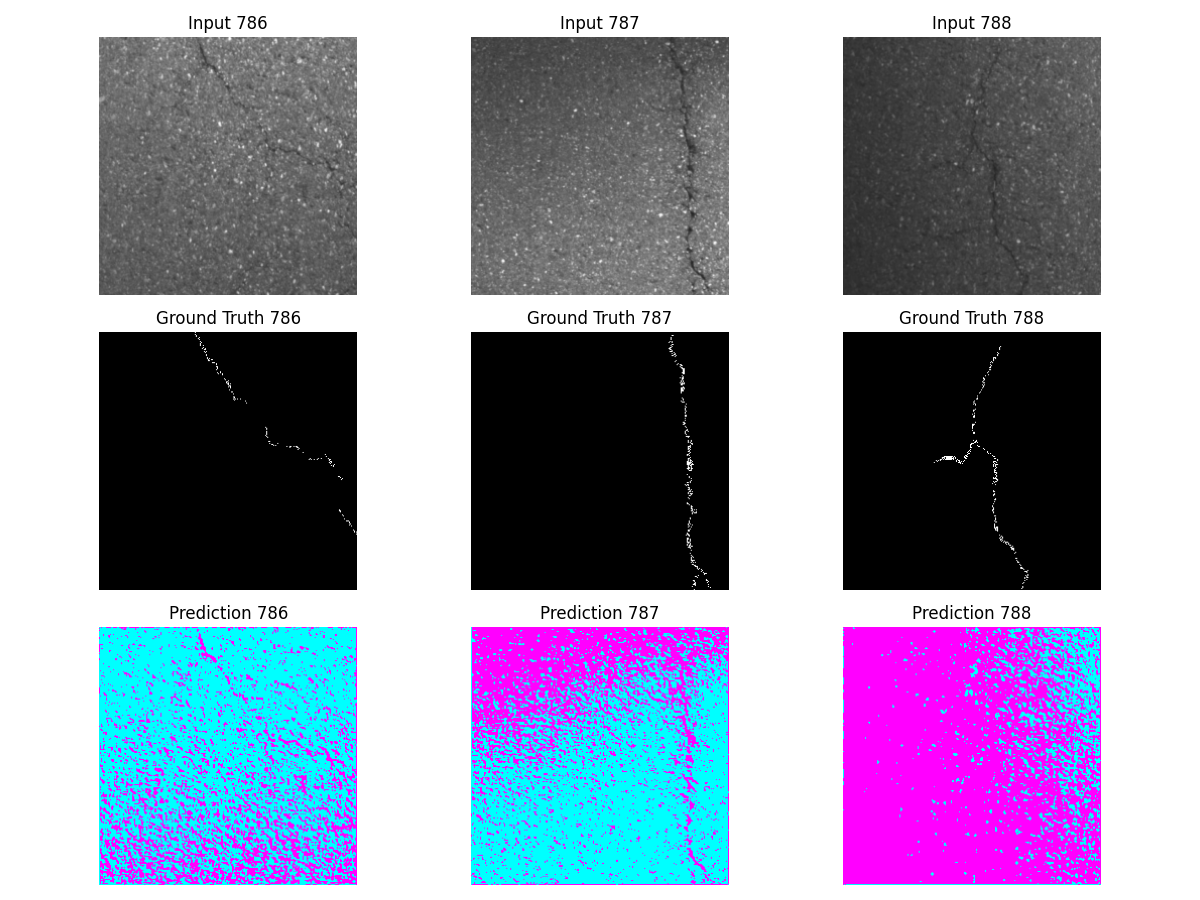 Input 786
Input 787
Input 788
Ground Truth 786
Ground Truth 787
Ground Truth 788
Prediction 786
Prediction 787
Prediction 788